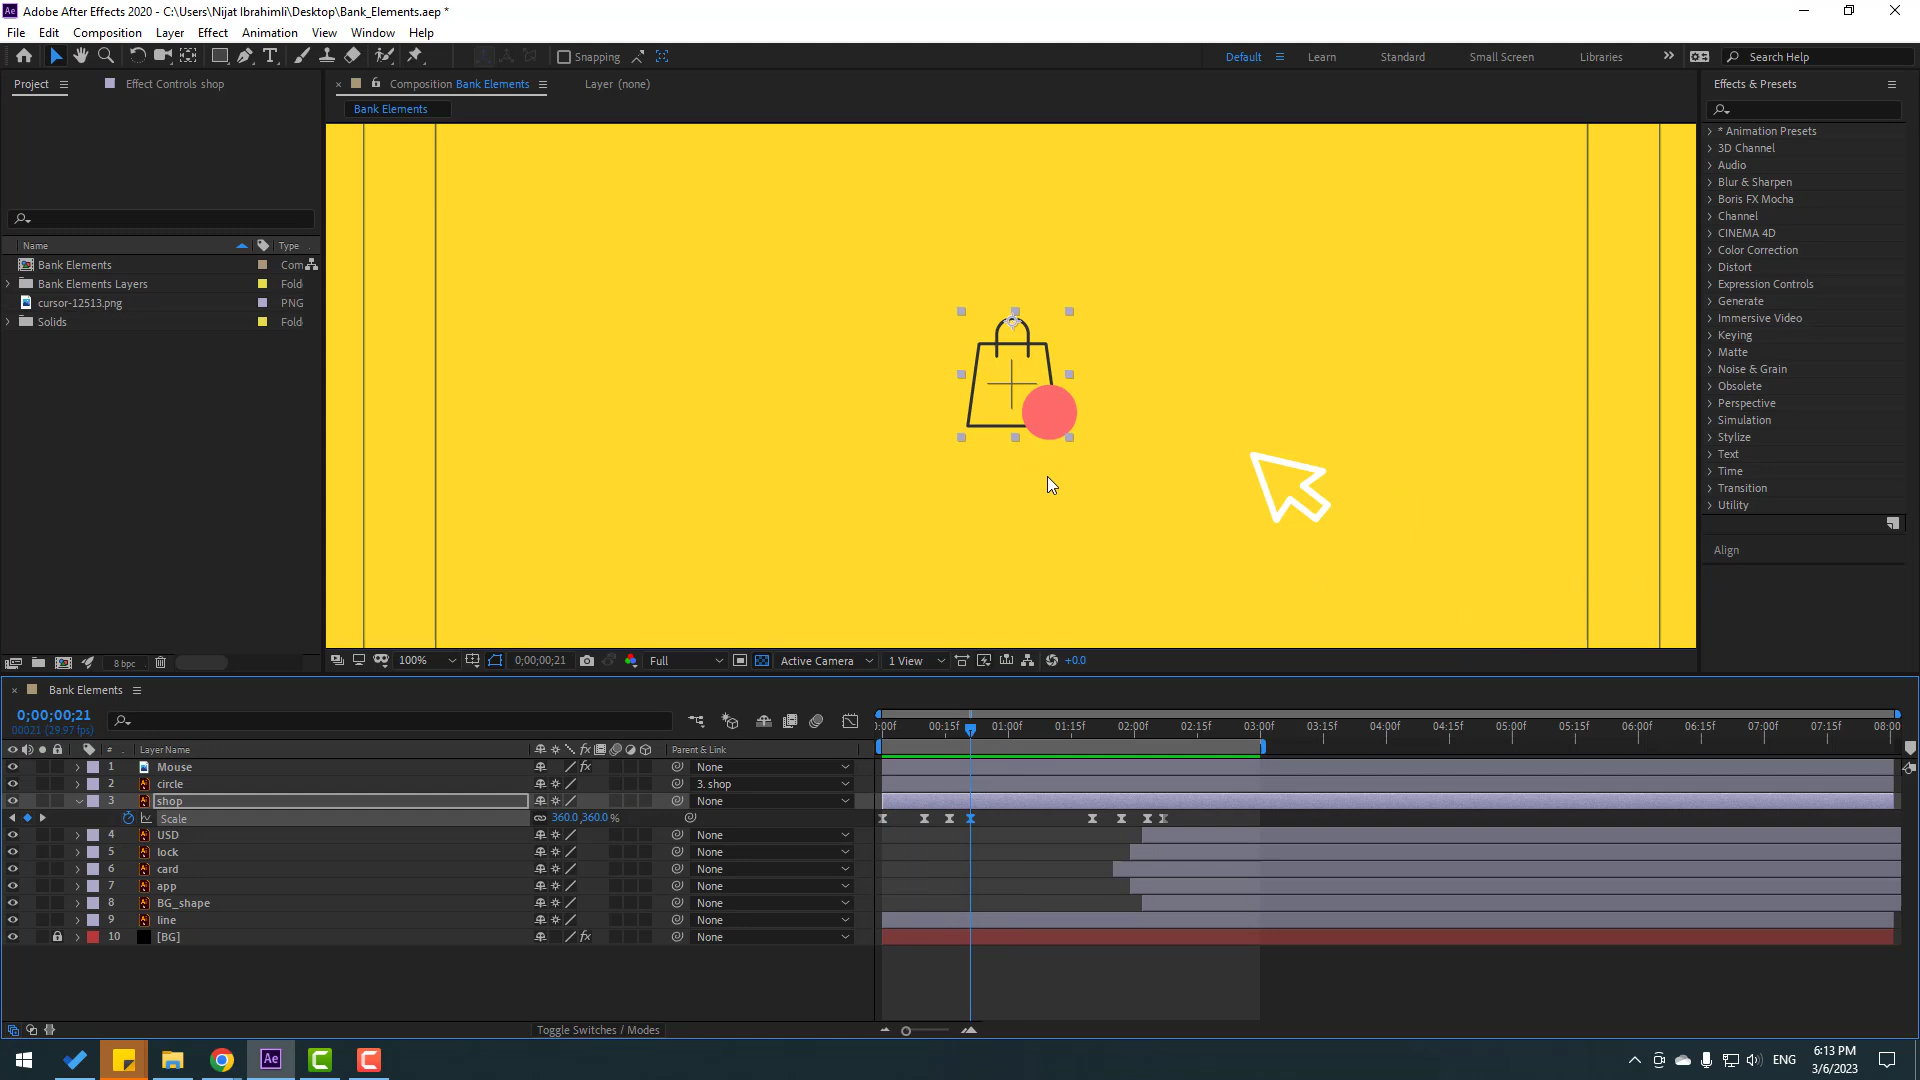 Adobe After Effects 2020 - C:\Users\Nijat Ibrahimli\Desktop\Bank_Elements.aep *
File Edit Composition Layer Effect Animation View Window Help
Snapping Default Learn Standard Small Screen Libraries Search Help
Project Effect Controls shop Composition Bank Elements Layer (none) Effects & Presets
Bank Elements
* Animation Presets
3D Channel
Audio
Blur & Sharpen
Boris FX Mocha
Channel
CINEMA 4D
Color Correction
Distort
Expression Controls
Generate
Immersive Video
Keying
Matte
Noise & Grain
Obsolete
Perspective
Simulation
Stylize
Text
Time
Transition
Utility
Align
Name Type
Bank Elements Com
Bank Elements Layers Fold
cursor-12513.png PNG
Solids Fold
8 bpc 100% 0;00;00;21 Full Active Camera 1 View +0.0
Bank Elements
0;00;00;21
00021 (29.97 fps)
:00f 00:15f 01:00f 01:15f 02:00f 02:15f 03:00f 03:15f 04:00f 04:15f 05:00f 05:15f 06:00f 06:15f 07:00f 07:15f 08:00f
# Layer Name fx Parent & Link
1 Mouse fx None
2 circle 3. shop
3 shop None
Scale 360.0,360.0 %
4 USD None
5 lock None
6 card None
7 app None
8 BG_shape None
9 line None
10 [BG] fx None
Toggle Switches / Modes
ENG 6:13 PM
3/6/2023